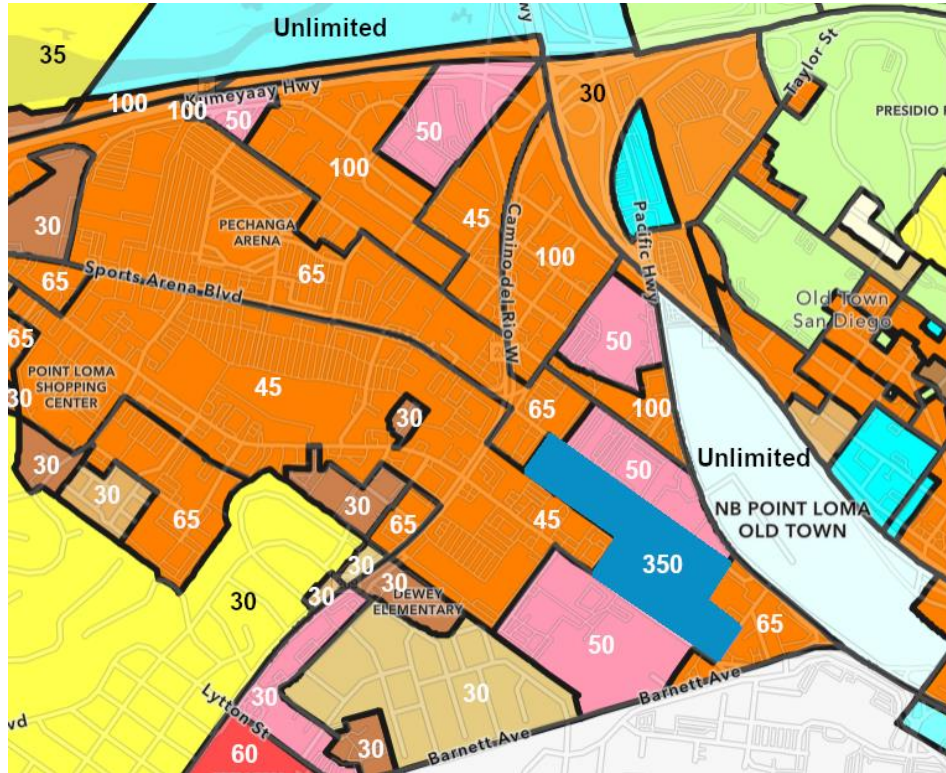 Unlimited
35
Taylor St
30
100
100
Kumeyaay Hwy
50
50
PRESIDIO
100
30
45
Camino del Rio W
100
Pacific Hwy
PECHANGA
ARENA
65
65
Sports Arena Blvd
Old Town
San Diego
65
50
POINT LOMA
SHOPPING
CENTER
45
30
30
65
100
30
30
65
65
30
45
50
Unlimited
NB POINT LOMA
OLD TOWN
350
30
30
30
30
DEWEY
ELEMENTARY
65
50
30
30
Lytton St
Barnett Ave
vd
60
30
Barnett Ave